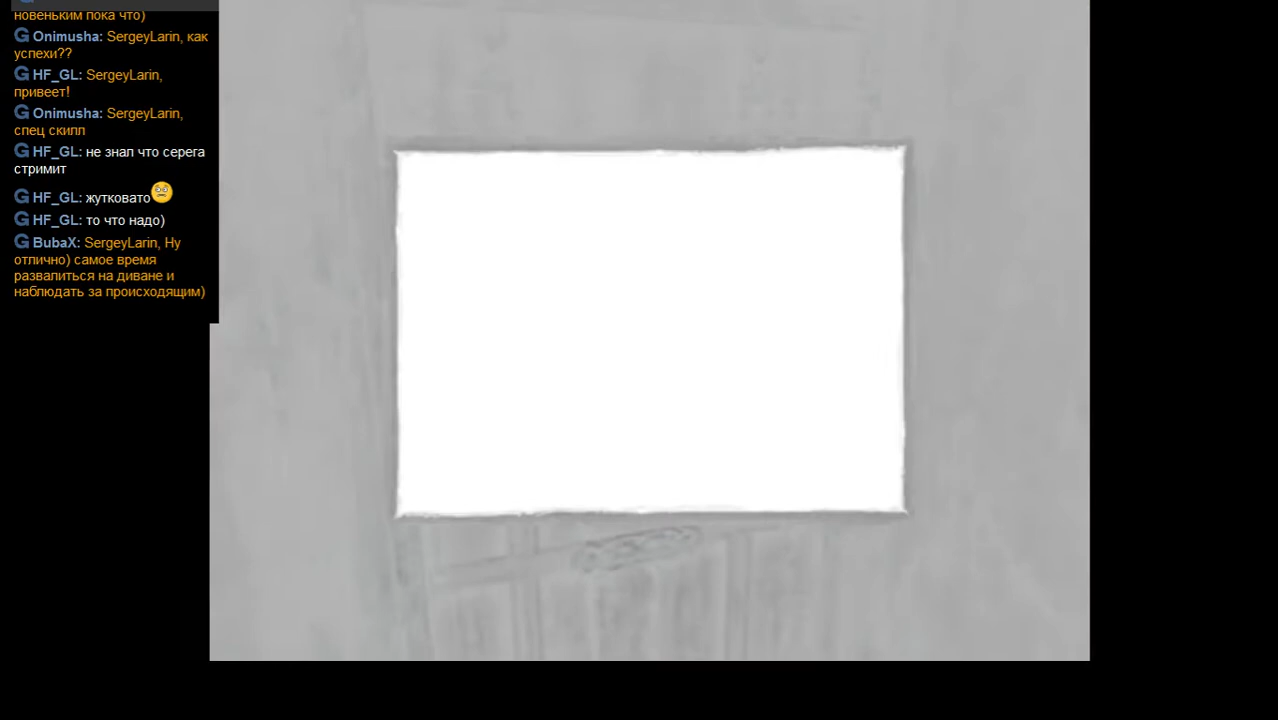 новеньким пока что)
G Onimusha: SergeyLarin, как
успехи??
G HF_GL: SergeyLarin,
привеет!
G Onimusha: SergeyLarin,
спец скилл
G HF_GL: не знал что серега
стримит
G HF_GL: жутковато
G HF_GL: то что надо)
G BubaX: SergeyLarin, Ну
отлично) самое время
развалиться на диване и
наблюдать за происходящим)